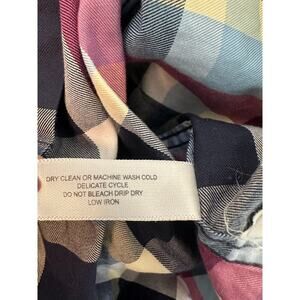 DRY CLEAN OR MACHINE WASH COLD
DELICATE CYCLE
DO NOT BLEACH DRIP DRY
LOW IRON